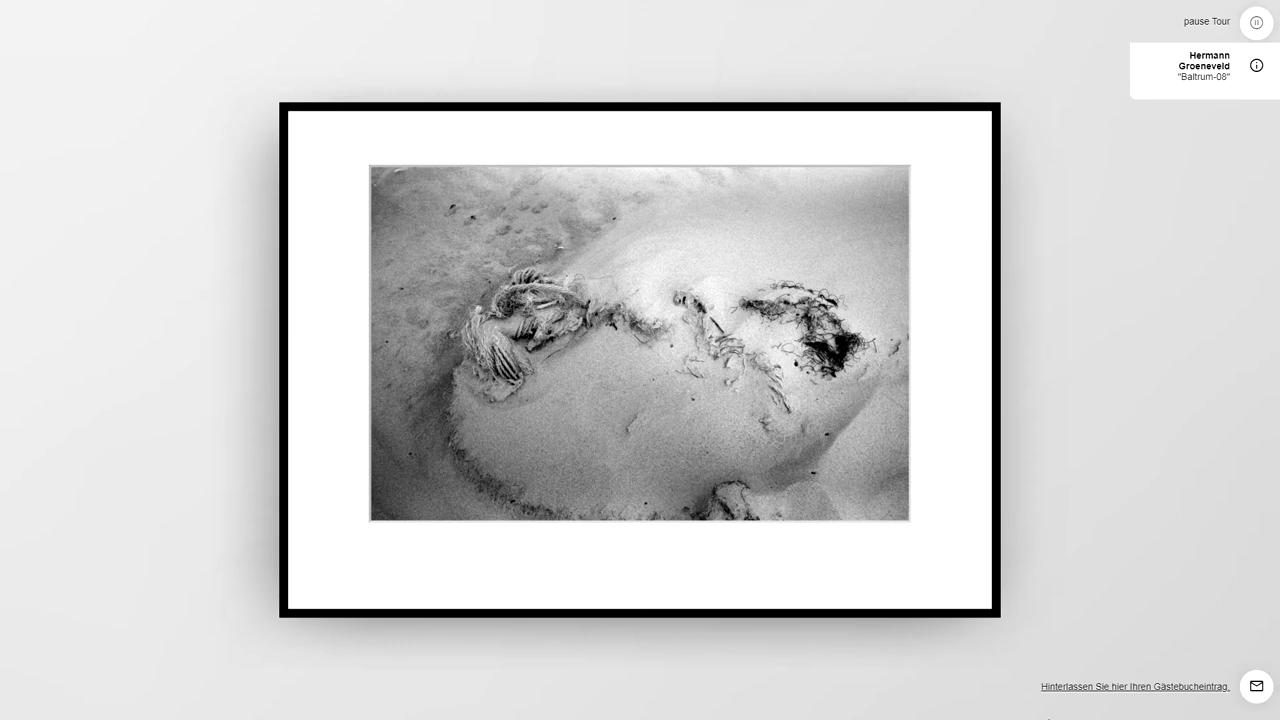 pause Tour
Hermann
Groeneveld
"Baltrum-08"
Hinterlassen Sie hier Ihren Gästebucheintrag.